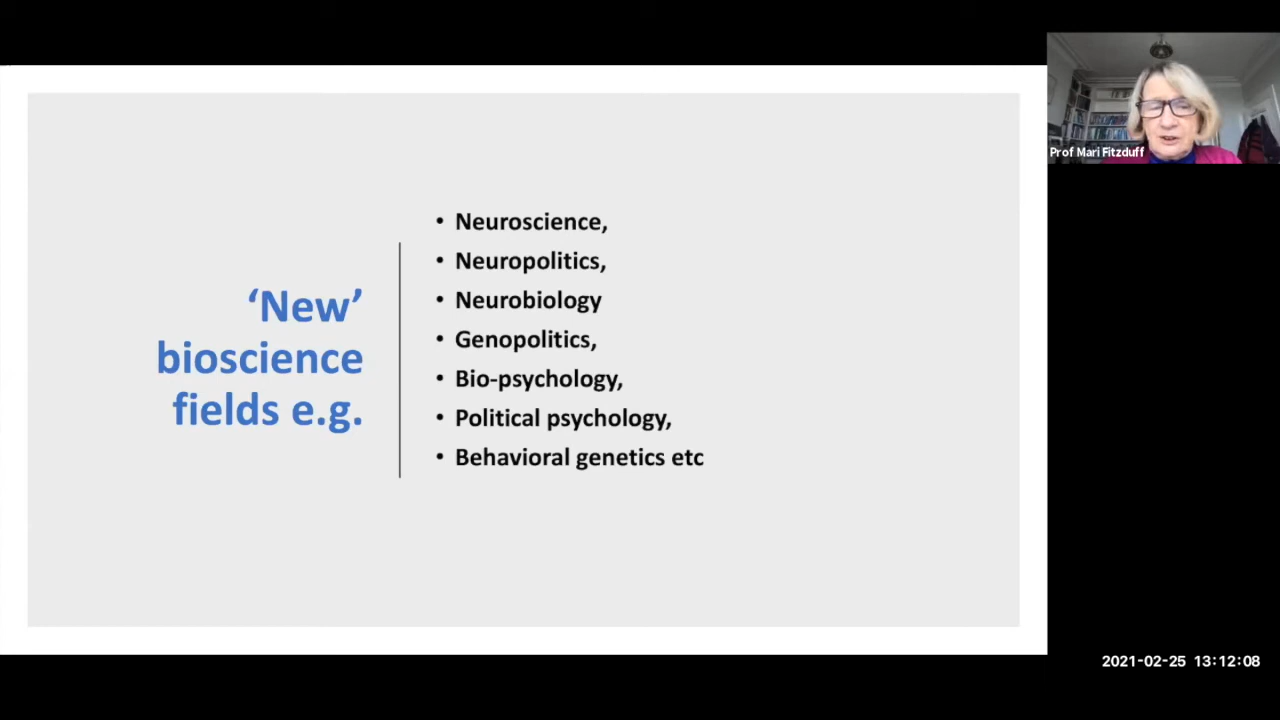 ‘New’
bioscience
fields e.g.
• Neuroscience,
• Neuropolitics,
• Neurobiology
• Genopolitics,
• Bio-psychology,
• Political psychology,
• Behavioral genetics etc
Prof Mari Fitzduff
2021-02-25 13:12:08